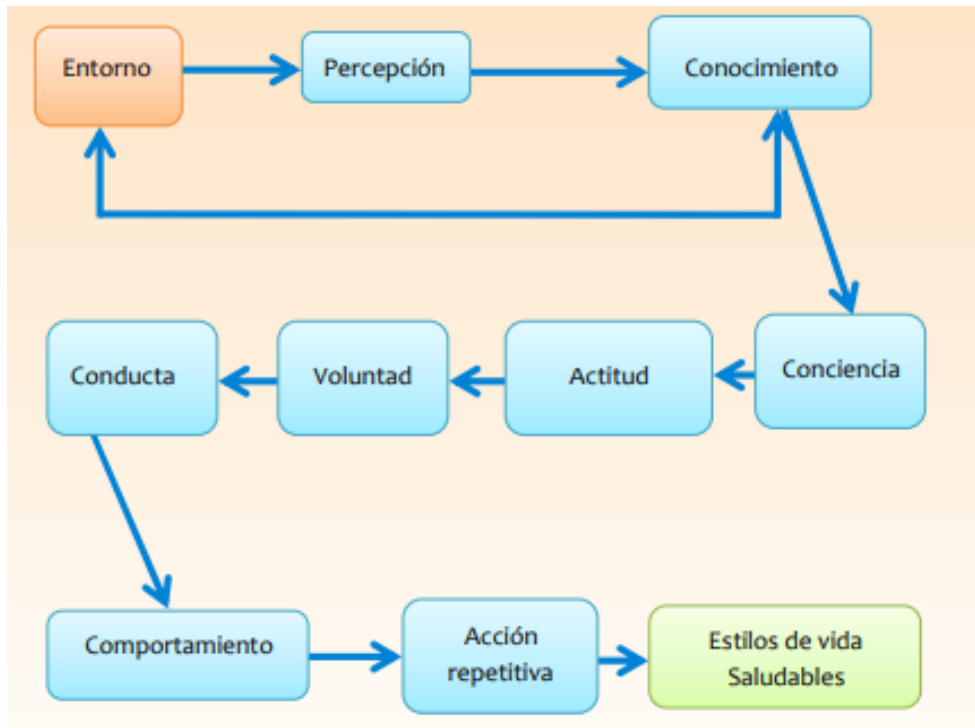 Entorno
Percepción
Conocimiento
Conciencia
Actitud
Voluntad
Conducta
Comportamiento
Acción
repetitiva
Estilos de vida
Saludables